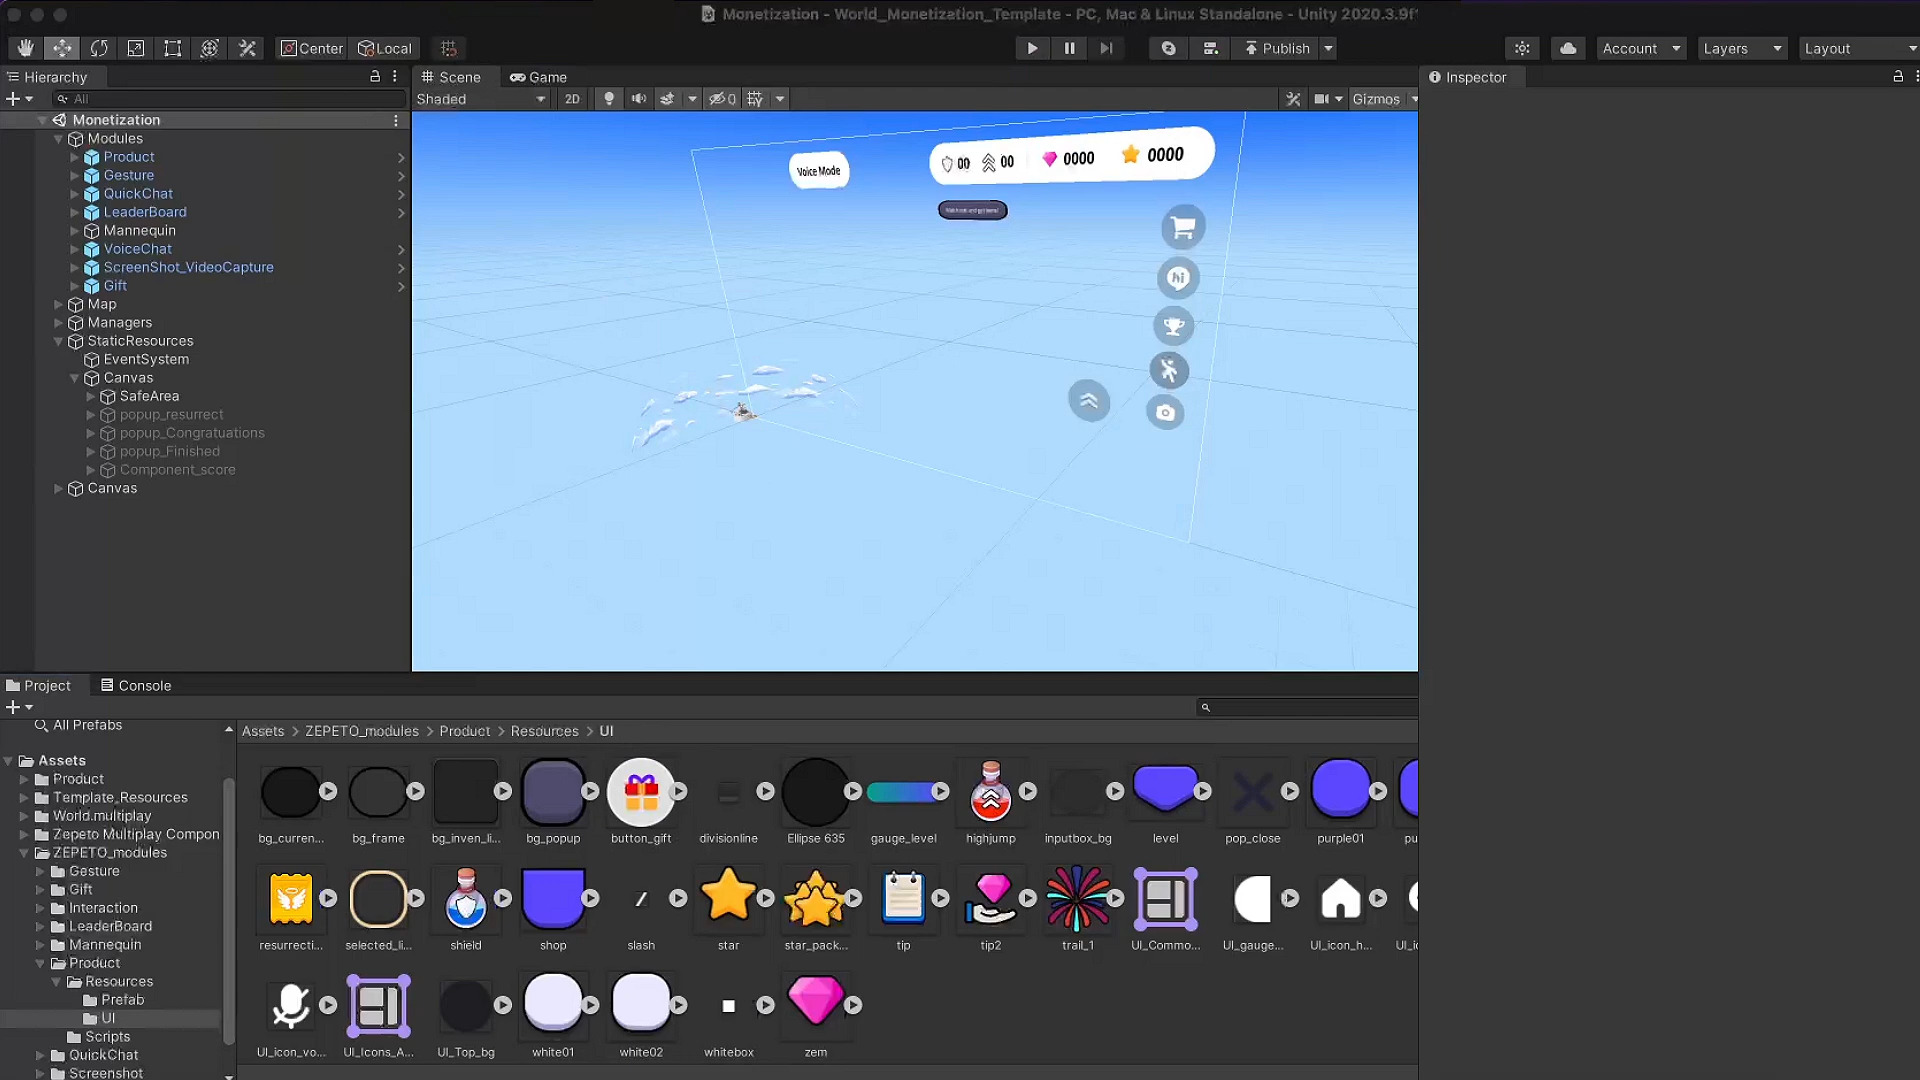 Monetization - World_Monetization_Template - PC, Mac & Linux Standalone - Unity 2020.3.9f
Center
Local
Publish
Account
Layers
Layout
Hierarchy
Scene
Game
Inspector
All
Shaded
2D
0
Gizmos
Monetization
Modules
Product
Gesture
QuickChat
LeaderBoard
Mannequin
VoiceChat
ScreenShot_VideoCapture
Gift
Map
Managers
StaticResources
EventSystem
Canvas
SafeArea
popup_resurrect
popup_Congratuations
popup_Finished
Component_score
Canvas
Voice Mode
00
00
0000
0000
hi
Project
Console
All Prefabs
Assets
Product
Template_Resources
World.multiplay
Zepeto Multiplay Compon
ZEPETO_modules
Gesture
Gift
Interaction
LeaderBoard
Mannequin
Product
Resources
Prefab
UI
Scripts
QuickChat
Screenshot
Assets > ZEPETO_modules > Product > Resources > UI
bg_curren...
bg_frame
bg_inven_li...
bg_popup
button_gift
divisionline
Ellipse 635
gauge_level
highjump
inputbox_bg
level
pop_close
purple01
pu
resurrecti...
selected_li...
shield
shop
slash
star
star_pack...
tip
tip2
trail_1
UI_Commo...
UI_gauge...
UI_icon_h...
UI_ic
UI_icon_vo...
UI_Icons_A...
UI_Top_bg
white01
white02
whitebox
zem